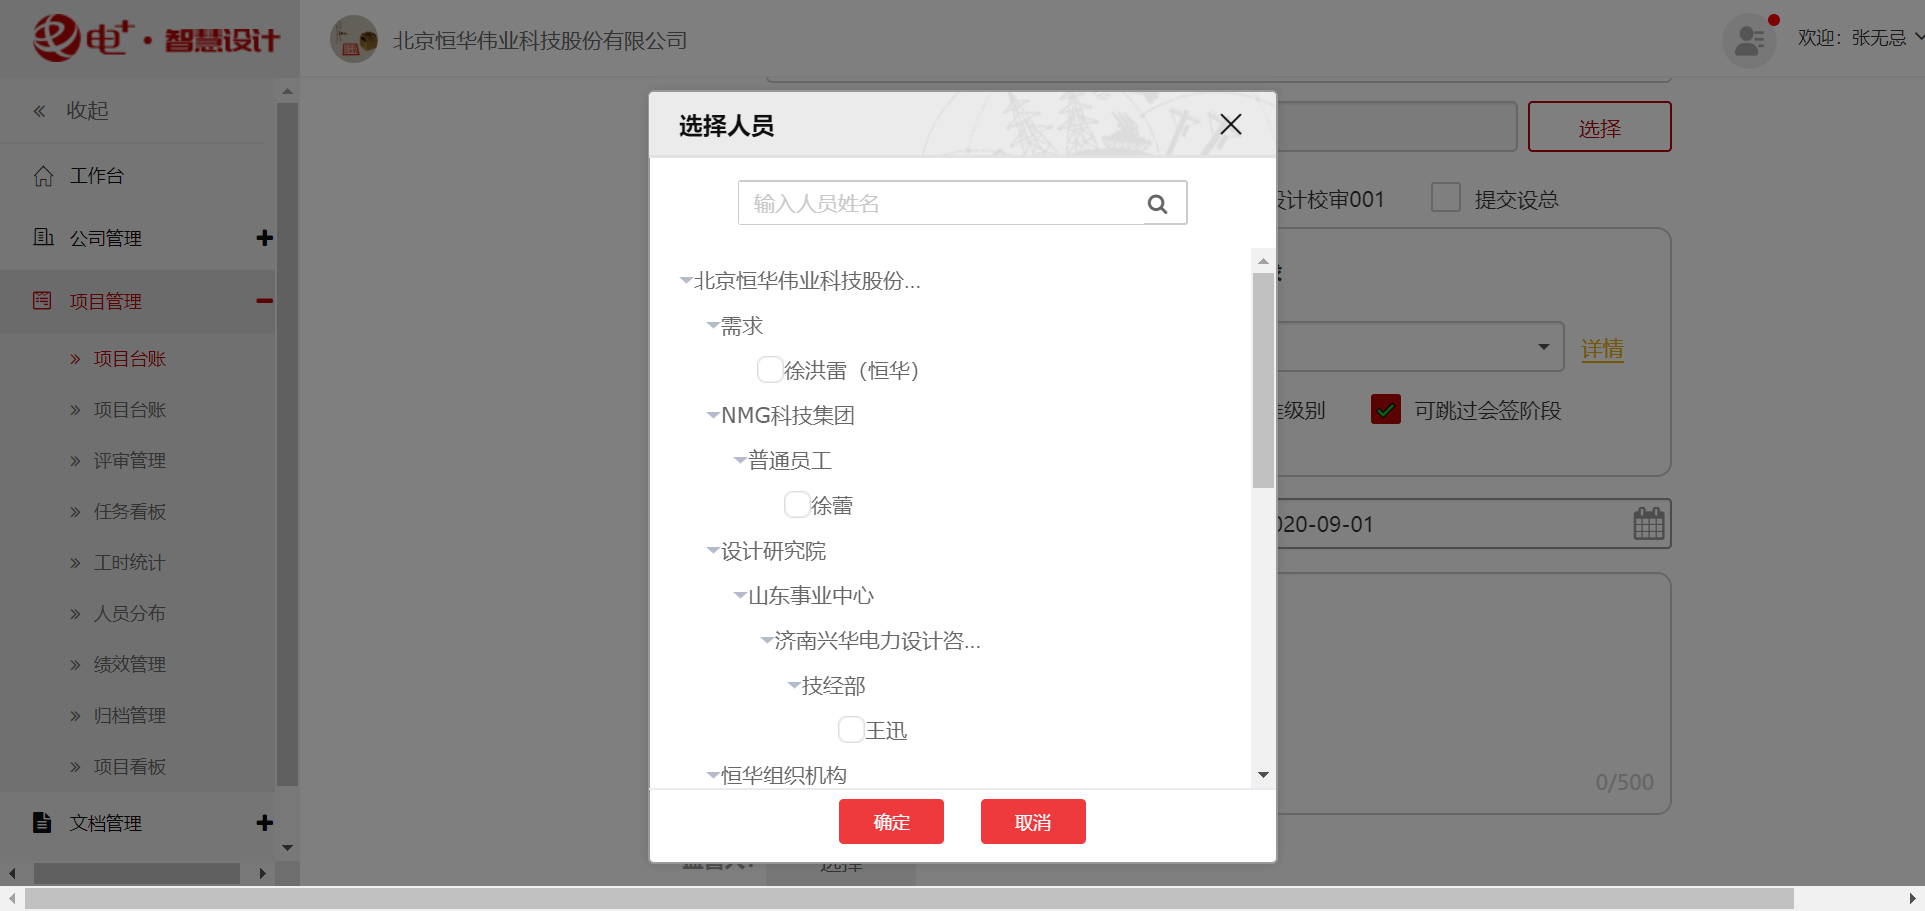 电+·智慧设计
北京恒华伟业科技股份有限公司
欢迎：张无忌
收起
工作台
公司管理
项目管理
项目台账
项目台账
评审管理
任务看板
工时统计
人员分布
绩效管理
归档管理
项目看板
文档管理
选择人员
输入人员姓名
北京恒华伟业科技股份...
需求
徐洪雷（恒华）
NMG科技集团
普通员工
徐蕾
设计研究院
山东事业中心
济南兴华电力设计咨...
技经部
王迅
恒华组织机构
确定
取消
选择
设计校审001
提交设总
详情
级别
可跳过会签阶段
020-09-01
0/500
选择